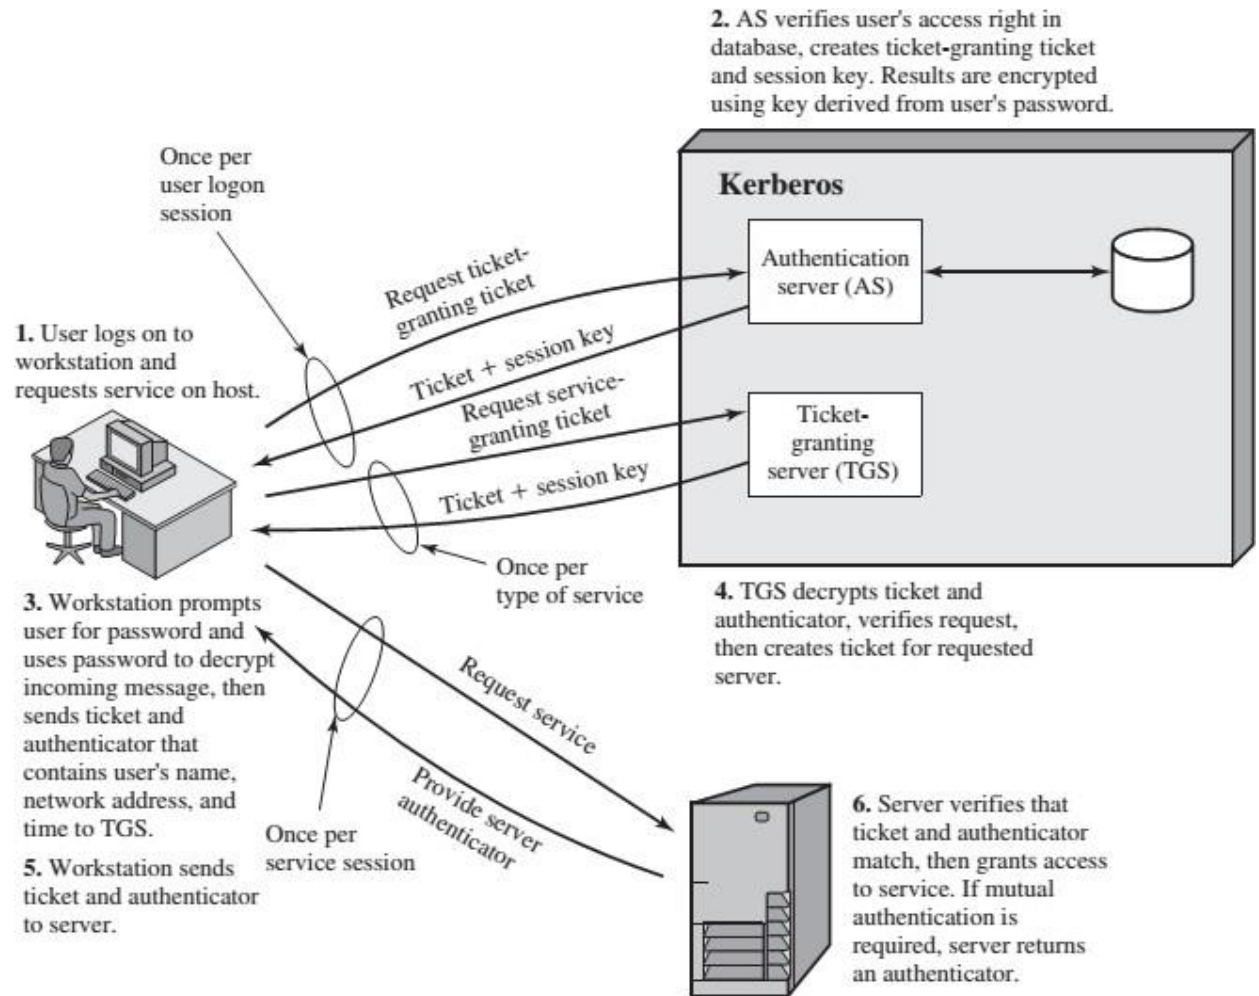 2. AS verifies user's access right in
database, creates ticket-granting ticket
and session key. Results are encrypted
using key derived from user's password.
Once per
user logon
session
Kerberos
Authentication
server (AS)
Request ticket-
granting ticket
1. User logs on to
workstation and
requests service on host.
Ticket + session key
Request service-
granting ticket
Ticket-
granting
server (TGS)
Ticket + session key
Once per
type of service
3. Workstation prompts
user for password and
uses password to decrypt
incoming message, then
sends ticket and
authenticator that
contains user's name,
network address, and
time to TGS.
4. TGS decrypts ticket and
authenticator, verifies request,
then creates ticket for requested
server.
Request service
Provide server
authenticator
Once per
service session
5. Workstation sends
ticket and authenticator
to server.
6. Server verifies that
ticket and authenticator
match, then grants access
to service. If mutual
authentication is
required, server returns
an authenticator.